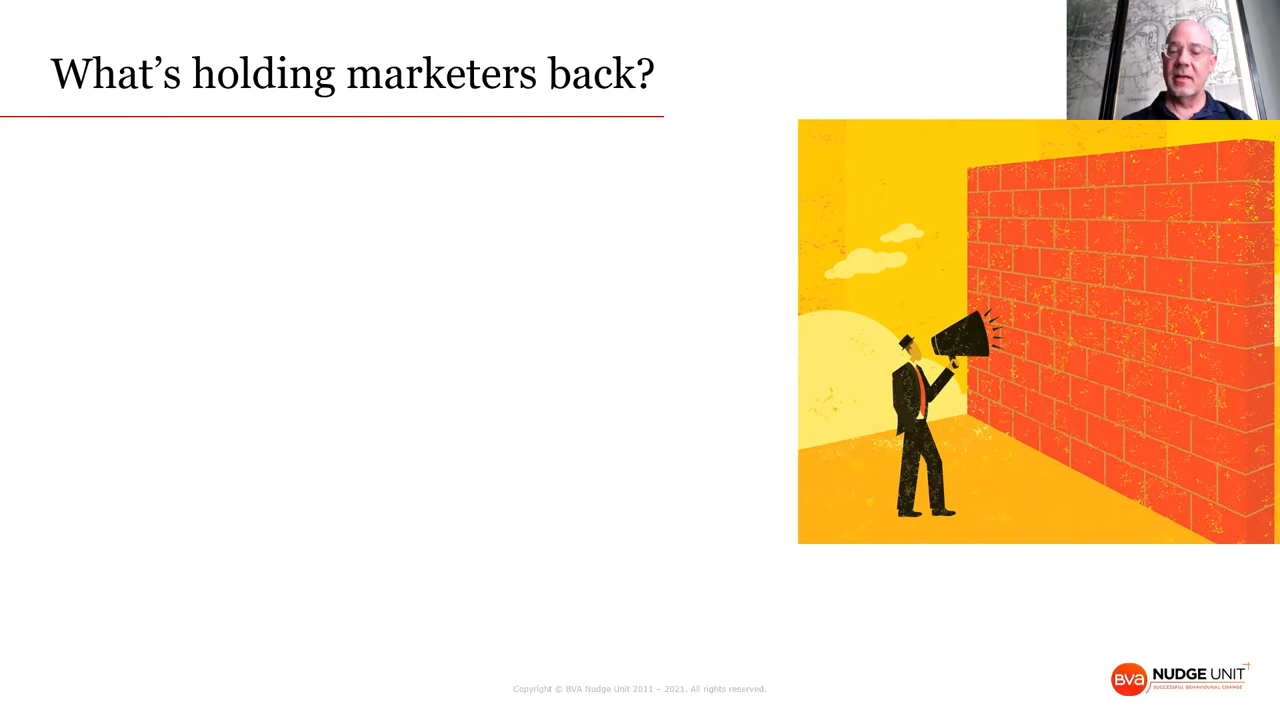 What’s holding marketers back?
Copyright © BVA Nudge Unit 2011 – 2021. All rights reserved.
BVA NUDGE UNIT
SUCCESSFUL BEHAVIOURAL CHANGE